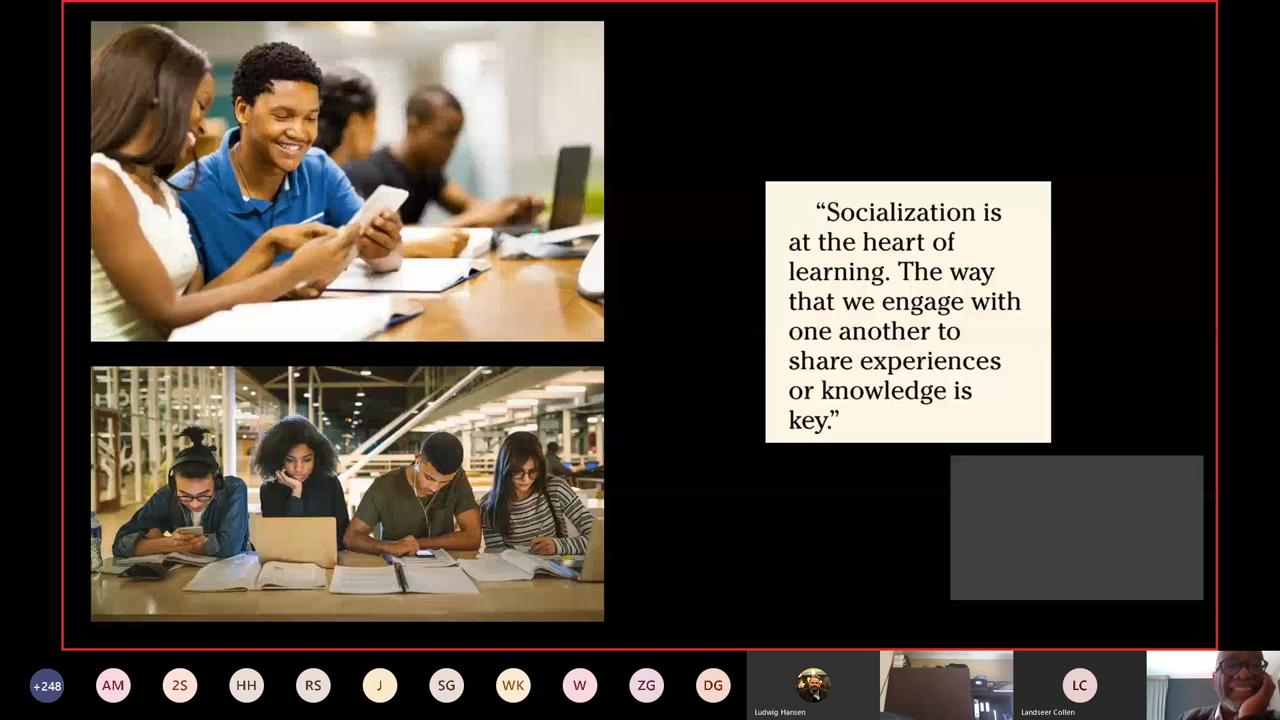 “Socialization is
at the heart of
learning. The way
that we engage with
one another to
share experiences
or knowledge is
key.”
+248
AM
2S
HH
RS
J
SG
WK
W
ZG
DG
Ludwig Hansen
LC
Landseer Collen